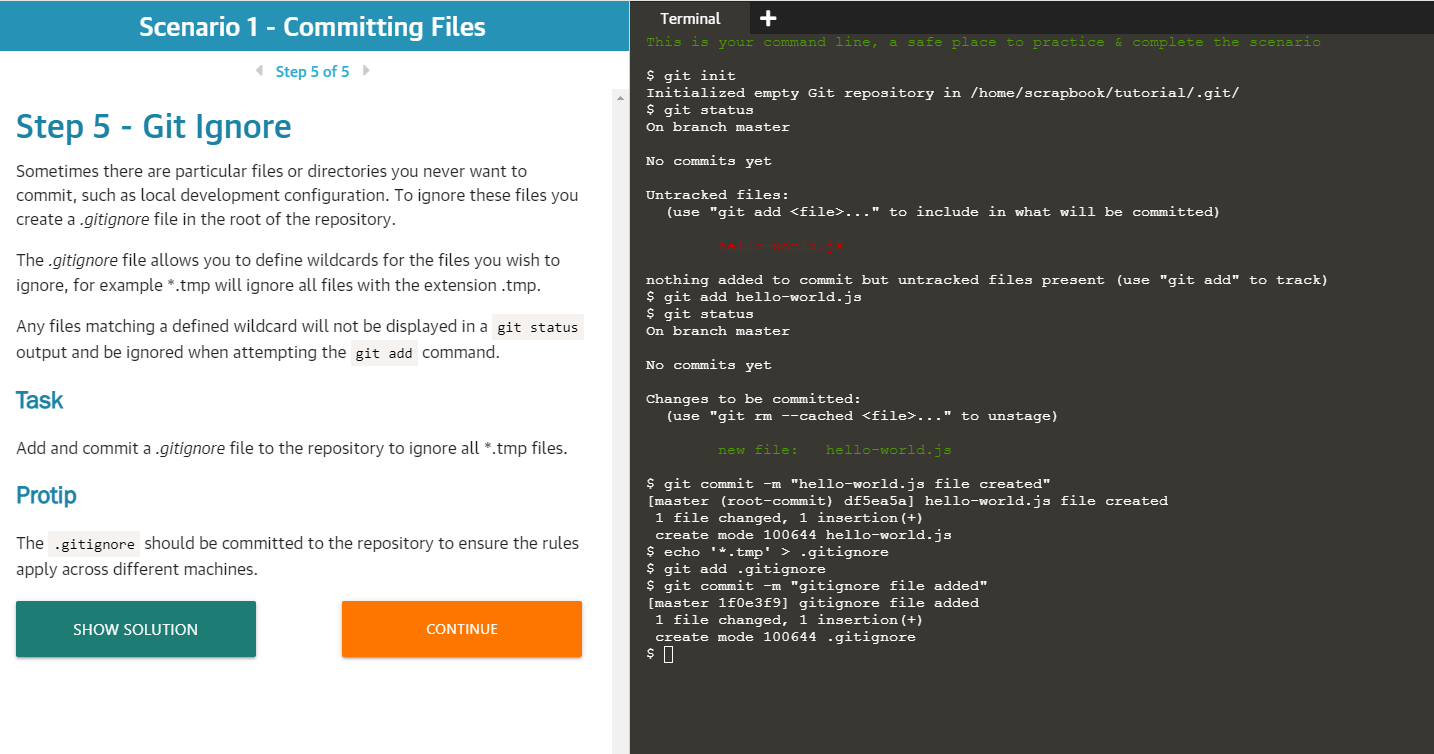 Scenario 1 - Committing Files
Step 5 of 5
Step 5 - Git Ignore
Sometimes there are particular files or directories you never want to
commit, such as local development configuration. To ignore these files you
create a .gitignore file in the root of the repository.
The .gitignore file allows you to define wildcards for the files you wish to
ignore, for example *.tmp will ignore all files with the extension .tmp.
Any files matching a defined wildcard will not be displayed in a git status
output and be ignored when attempting the git add command.
Task
Add and commit a .gitignore file to the repository to ignore all *.tmp files.
Protip
The .gitignore should be committed to the repository to ensure the rules
apply across different machines.
SHOW SOLUTION
CONTINUE
Terminal
This is your command line, a safe place to practice & complete the scenario
$ git init
Initialized empty Git repository in /home/scrapbook/tutorial/.git/
$ git status
On branch master
No commits yet
Untracked files:
(use "git add <file>..." to include in what will be committed)
hello-world.js
nothing added to commit but untracked files present (use "git add" to track)
$ git add hello-world.js
$ git status
On branch master
No commits yet
Changes to be committed:
(use "git rm --cached <file>..." to unstage)
new file: hello-world.js
$ git commit -m "hello-world.js file created"
[master (root-commit) df5ea5a] hello-world.js file created
1 file changed, 1 insertion(+)
create mode 100644 hello-world.js
$ echo '*.tmp' > .gitignore
$ git add .gitignore
$ git commit -m "gitignore file added"
[master 1f0e3f9] gitignore file added
1 file changed, 1 insertion(+)
create mode 100644 .gitignore
$